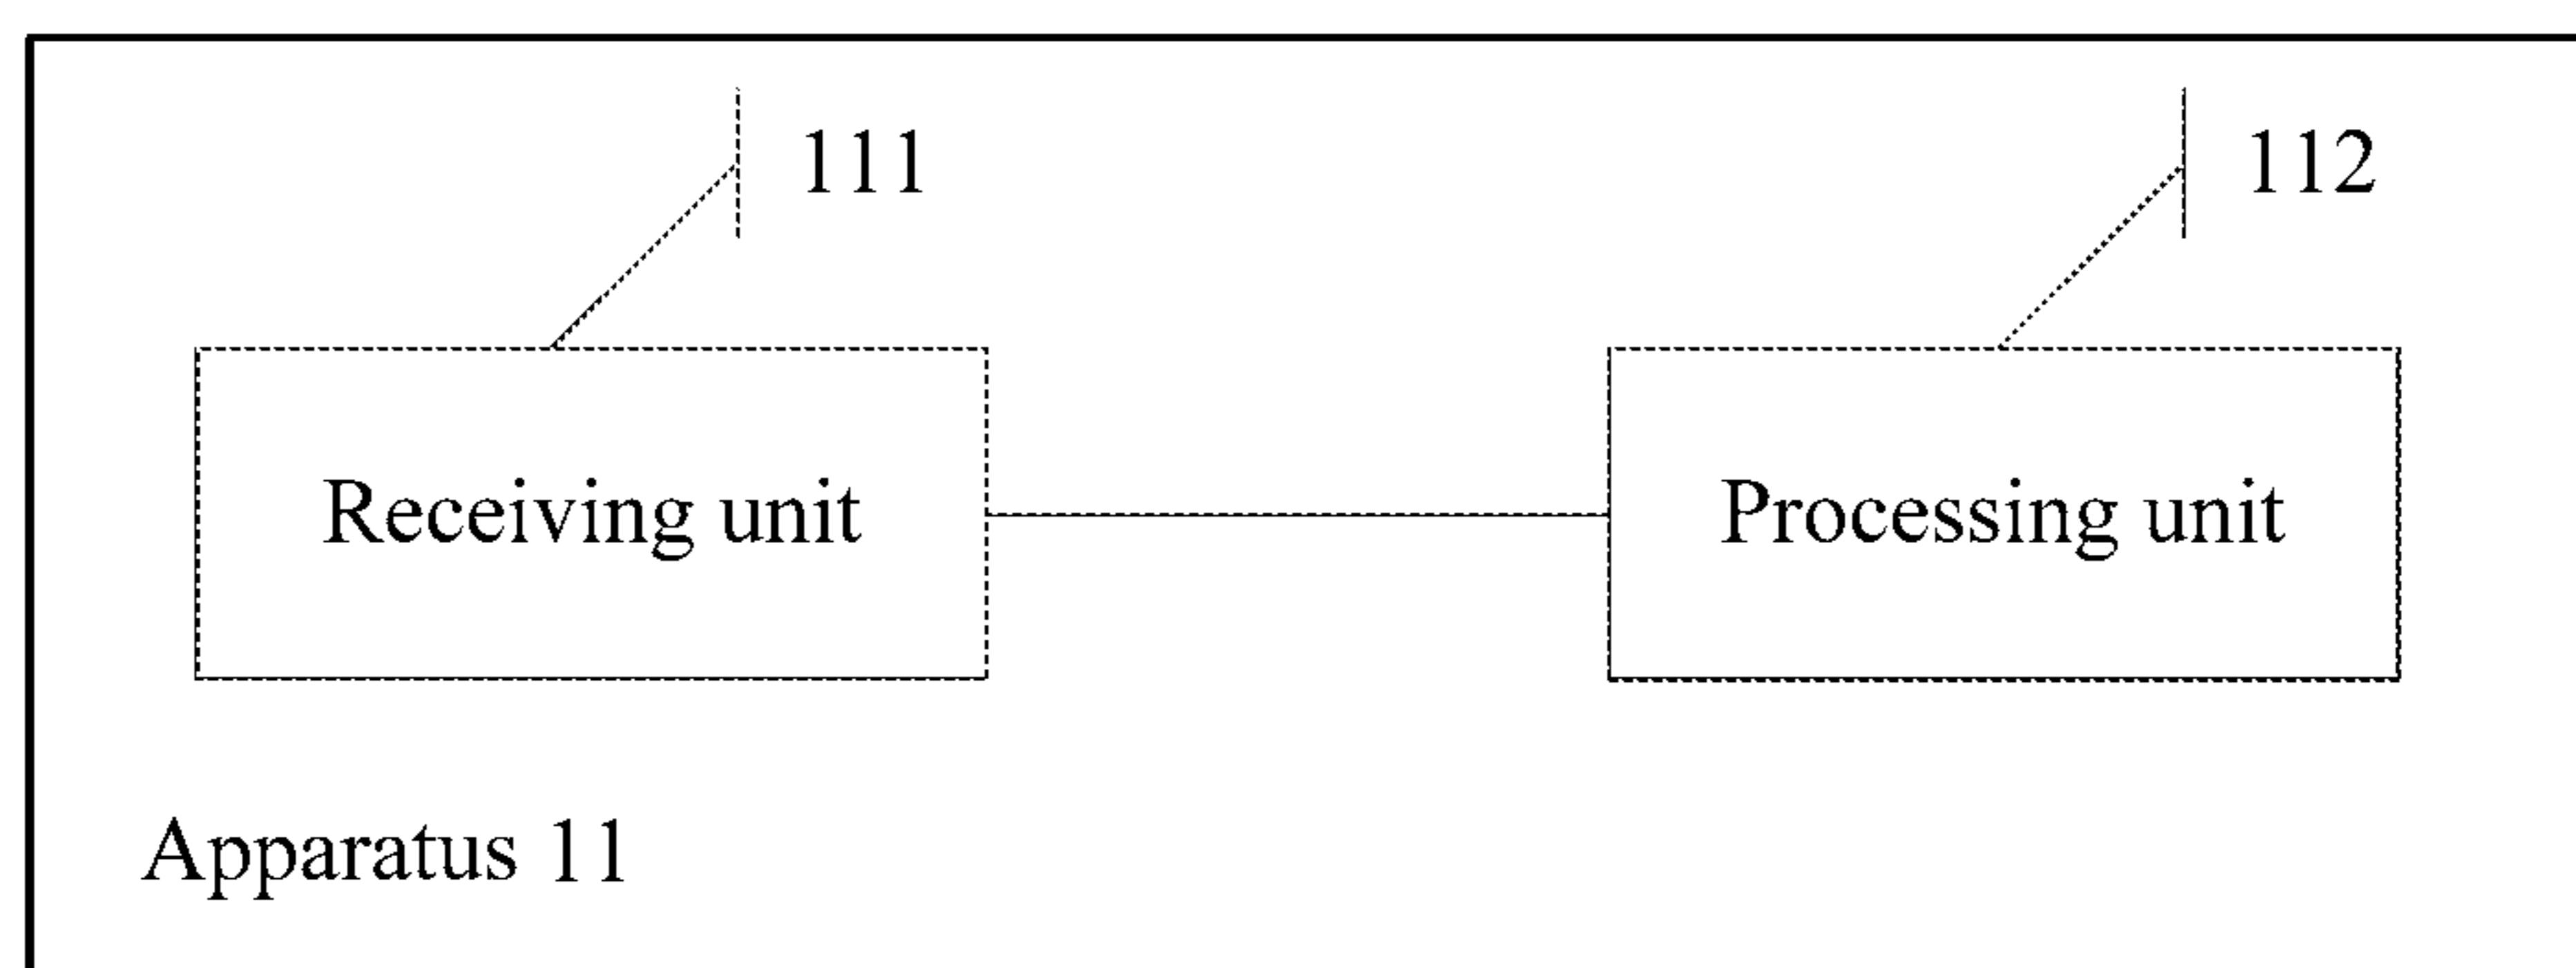 111
112
Receiving unit
Processing unit
Apparatus 11